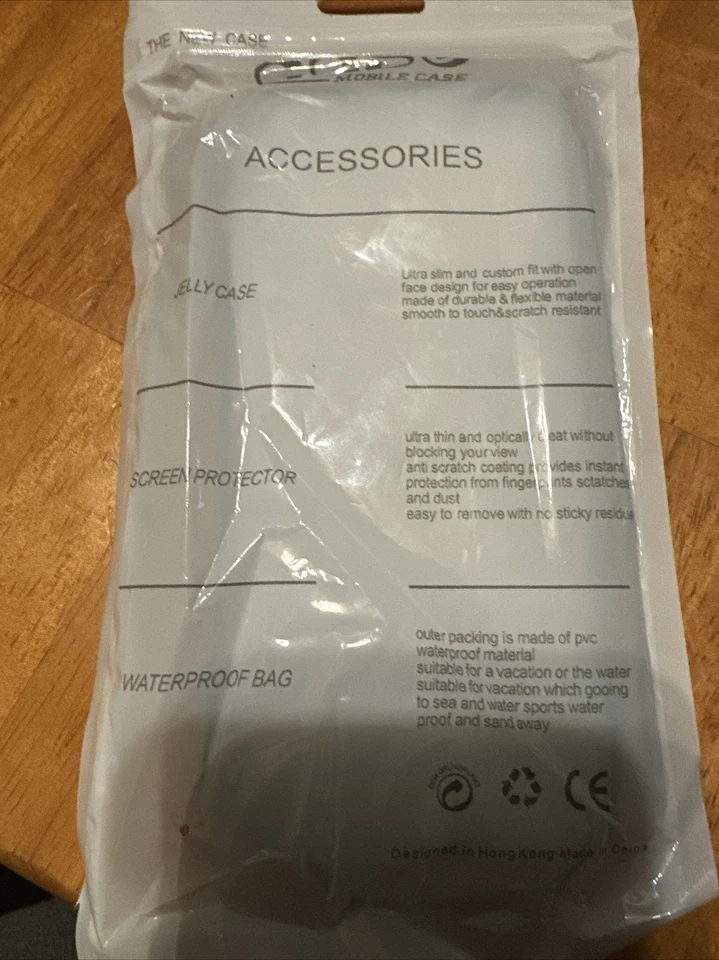 THE NEW CASE
MOBILE CASE
ACCESSORIES
JELLY CASE
Ultra slim and custom fit with open
face design for easy operation
made of durable & flexible material
smooth to touch&scratch resistant
SCREEN PROTECTOR
ultra thin and optically without
blocking your view
anti scratch coating provides instant
protection from fingerprints sctatches
and dust
easy to remove with no sticky residue
WATERPROOF BAG
outer packing is made of pvc
waterproof material
suitable for a vacation or the water
suitable for vacation which gooing
to sea and water sports water
proof and sand away
CE
Designed in Hong Kong Made in China